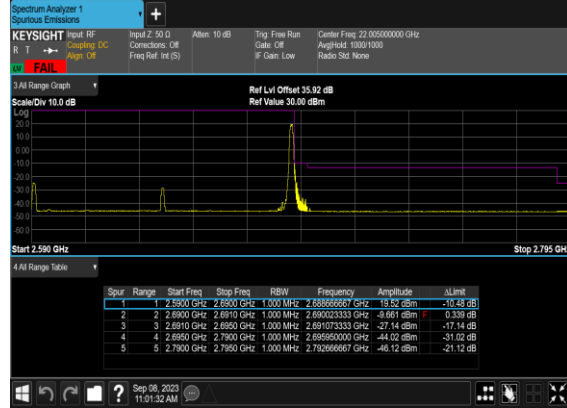 Spectrum Analyzer 1
Spurious Emissions
+
KEYSIGHT Input: RF Input Z: 50 Ω Atten: 10 dB Trig: Free Run Center Freq: 22.005000000 GHz
R T Coupling: DC Corrections: Off Gate: Off Avg|Hold: 1000/1000
Align: Off Freq Ref: Int (S) IF Gain: Low Radio Std: None
FAIL
3 All Range Graph Ref Lvl Offset 35.92 dB
Scale/Div 10.0 dB Ref Value 30.00 dBm
Log
20.0
10.0
0.00
-10.0
-20.0
-30.0
-40.0
-50.0
-60.0
Start 2.590 GHz Stop 2.795 GH
4 All Range Table
Spur Range Start Freq Stop Freq RBW Frequency Amplitude ΔLimit
1 1 2.5900 GHz 2.6900 GHz 1.000 MHz 2.688666667 GHz 19.52 dBm -10.48 dB
2 2 2.6900 GHz 2.6910 GHz 1.000 MHz 2.690023333 GHz -9.661 dBm F 0.339 dB
3 3 2.6910 GHz 2.6950 GHz 1.000 MHz 2.691073333 GHz -27.14 dBm -17.14 dB
4 4 2.6950 GHz 2.7900 GHz 1.000 MHz 2.695950000 GHz -44.02 dBm -31.02 dB
5 5 2.7900 GHz 2.7950 GHz 1.000 MHz 2.792666667 GHz -46.12 dBm -21.12 dB
? Sep 08, 2023
11:01:32 AM